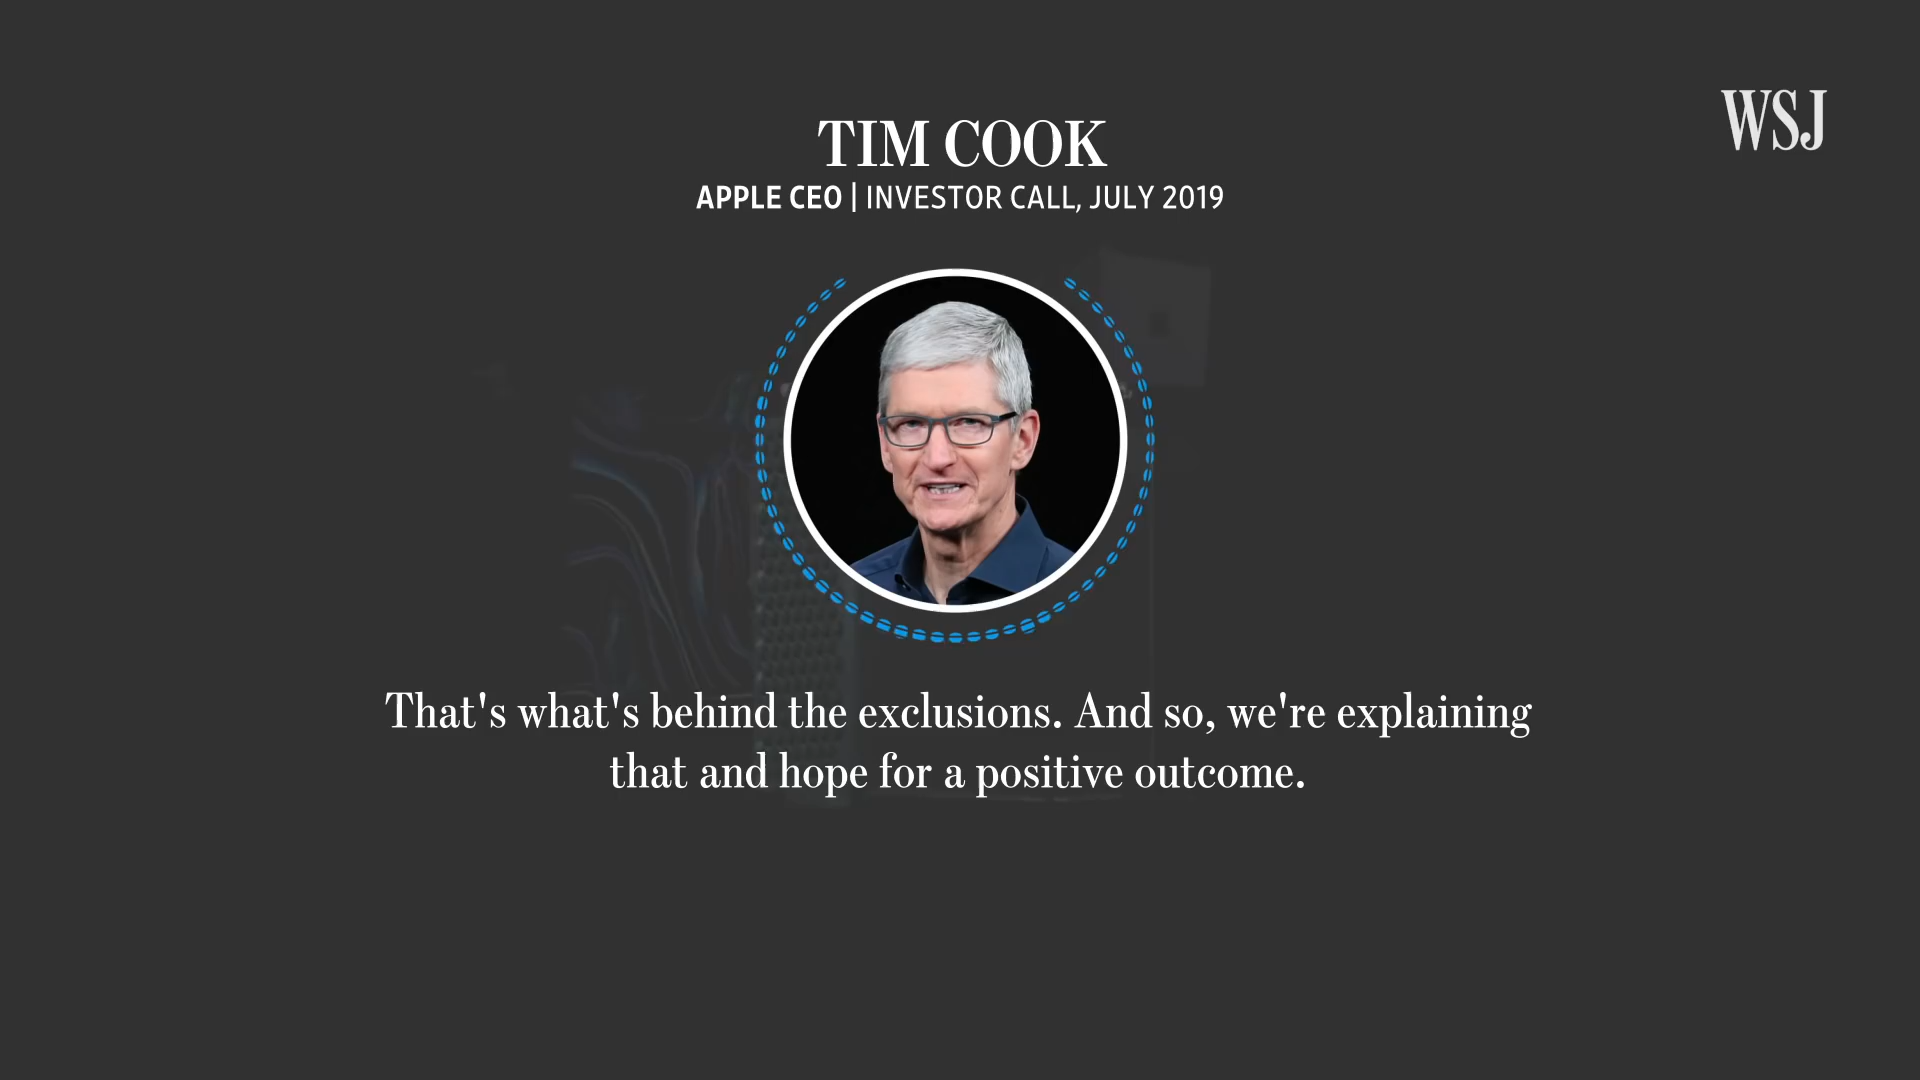 WSJ
TIM COOK
APPLE CEO | INVESTOR CALL, JULY 2019
That's what's behind the exclusions. And so, we're explaining
that and hope for a positive outcome.